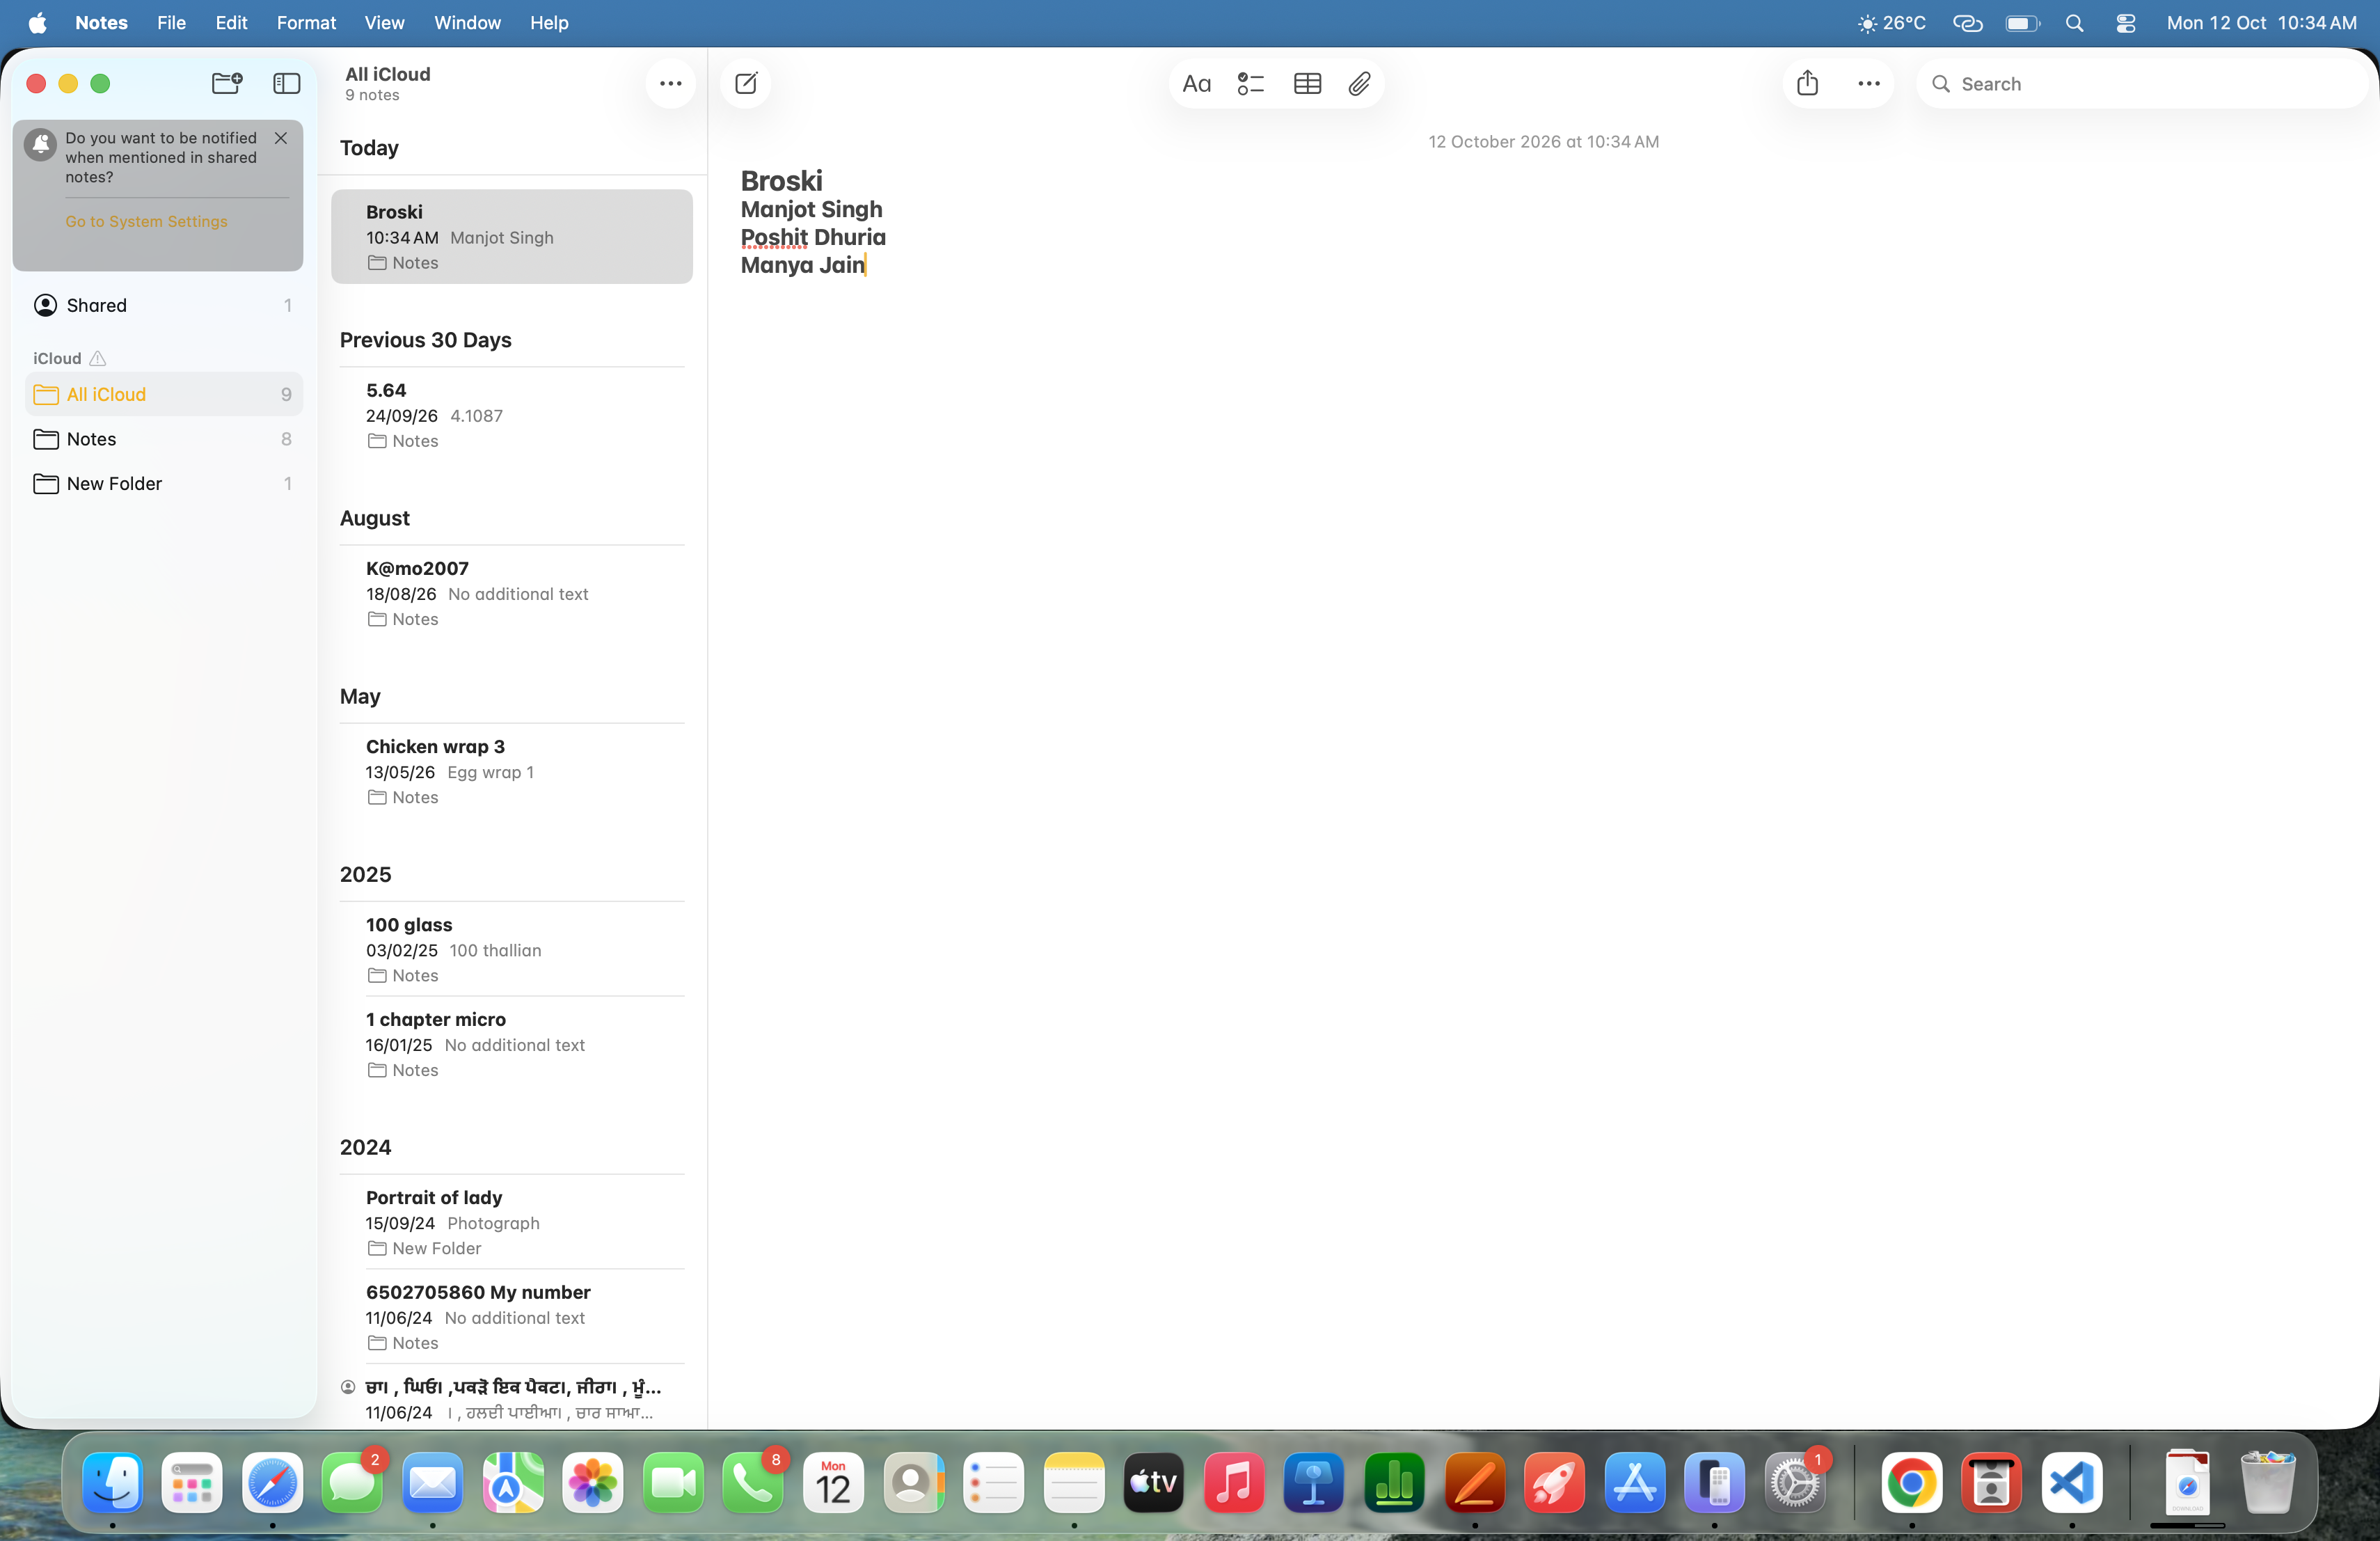 Notes File Edit Format View Window Help
26°C Mon 12 Oct 10:34 AM
Do you want to be notified
when mentioned in shared
notes?
Go to System Settings
Shared 1
iCloud
All iCloud 9
Notes 8
New Folder 1
All iCloud
9 notes
Today
Broski
10:34 AM Manjot Singh
Notes
Previous 30 Days
5.64
24/09/26 4.1087
Notes
August
K@mo2007
18/08/26 No additional text
Notes
May
Chicken wrap 3
13/05/26 Egg wrap 1
Notes
2025
100 glass
03/02/25 100 thallian
Notes
1 chapter micro
16/01/25 No additional text
Notes
2024
Portrait of lady
15/09/24 Photograph
New Folder
6502705860 My number
11/06/24 No additional text
Notes
ਚਾ। , ਘਿਓ। ,ਪਕੜੋ ਇਕ ਪੈਕਟ।, ਜੀਰਾ। , ਮੂੰ...
11/06/24 । , ਹਲਦੀ ਪਾਈਆ। , ਚਾਰ ਸਾਆ...
Aa
Search
12 October 2026 at 10:34 AM
Broski
Manjot Singh
Poshit Dhuria
Manya Jain
2
8
Mon
12
tv
1
DOWNLOAD